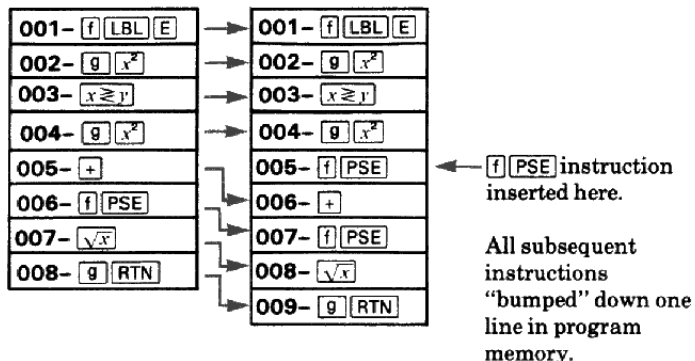 001– f LBL E
002– g x²
003– x≷y
004– g x²
005– +
006– f PSE
007– √x
008– g RTN
001– f LBL E
002– g x²
003– x≷y
004– g x²
005– f PSE
006– +
007– f PSE
008– √x
009– g RTN
f PSE instruction
inserted here.
All subsequent
instructions
“bumped” down one
line in program
memory.